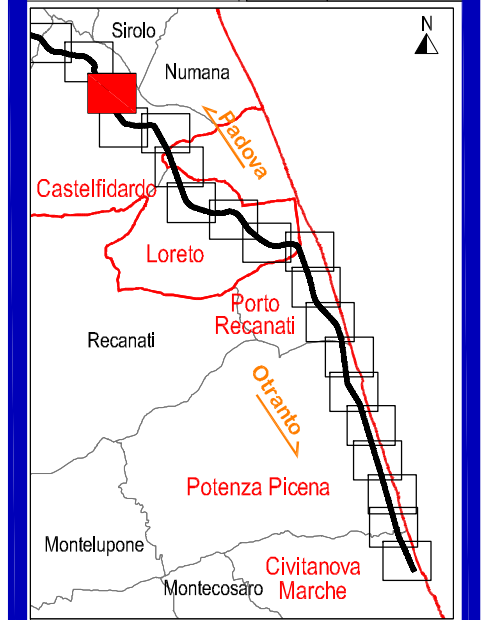 Sirolo
N
Numana
Padova
Castelfidardo
Loreto
Porto
Recanati
Recanati
Otranto
Potenza Picena
Montelupone
Civitanova
Marche
Montecosaro